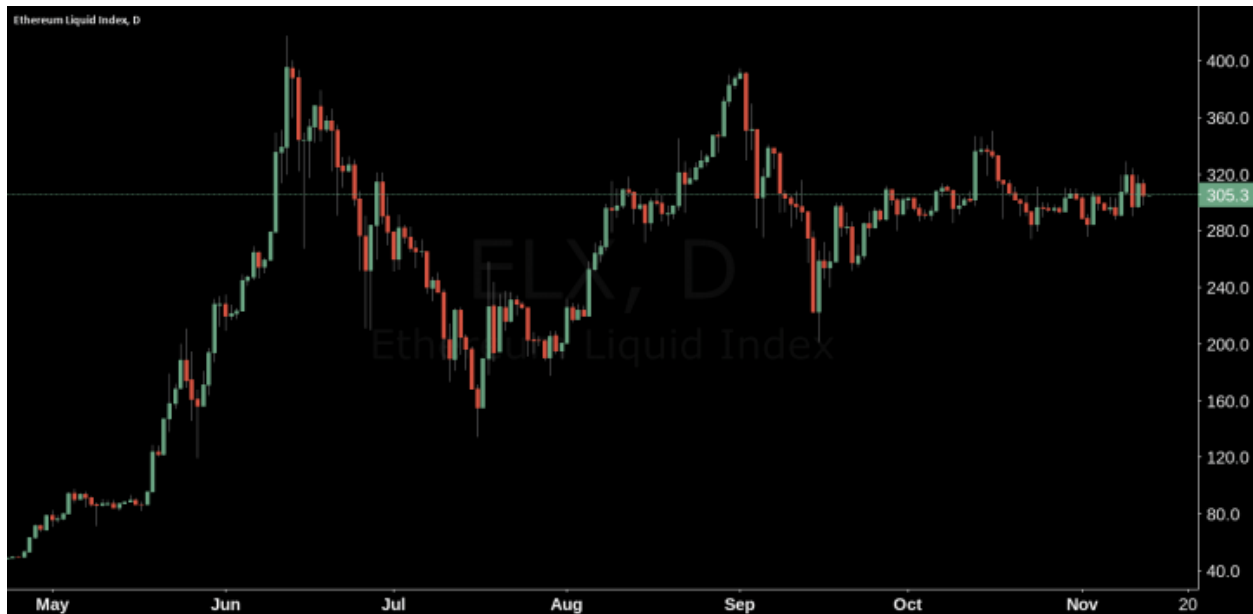 Ethereum Liquid Index, D
400.0
360.0
320.0
305.3
280.0
240.0
200.0
160.0
120.0
80.0
40.0
ELX, D
Ethereum Liquid Index
May Jun Jul Aug Sep Oct Nov 20